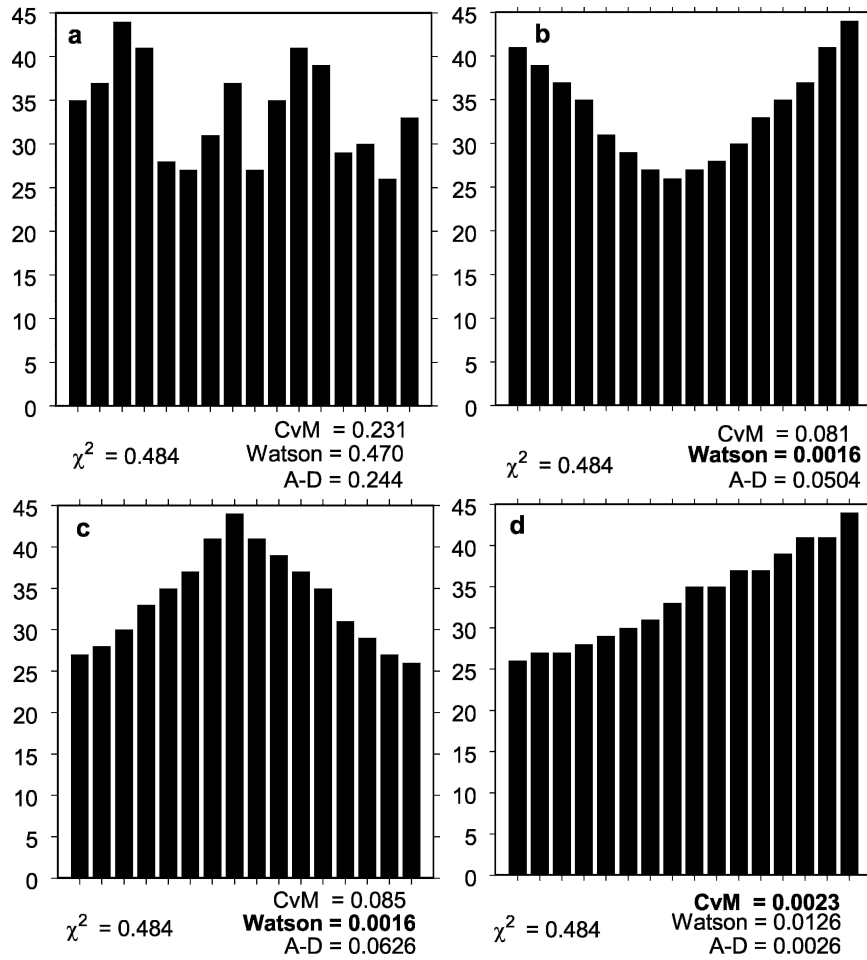 a
45
40
35
30
25
20
15
10
5
0
χ² = 0.484
CvM = 0.231
Watson = 0.470
A-D = 0.244
b
45
40
35
30
25
20
15
10
5
0
χ² = 0.484
CvM = 0.081
Watson = 0.0016
A-D = 0.0504
c
45
40
35
30
25
20
15
10
5
0
χ² = 0.484
CvM = 0.085
Watson = 0.0016
A-D = 0.0626
d
45
40
35
30
25
20
15
10
5
0
χ² = 0.484
CvM = 0.0023
Watson = 0.0126
A-D = 0.0026